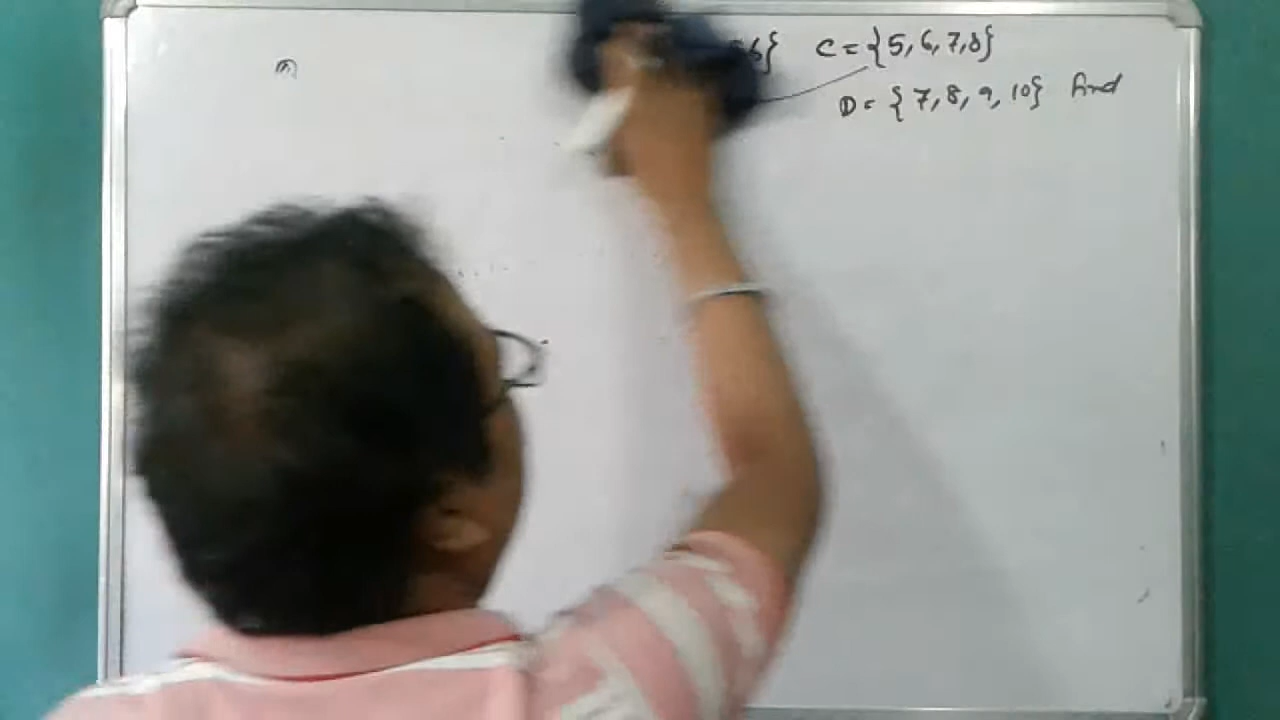 6} C = {5, 6, 7, 8}
D = {7, 8, 9, 10} find